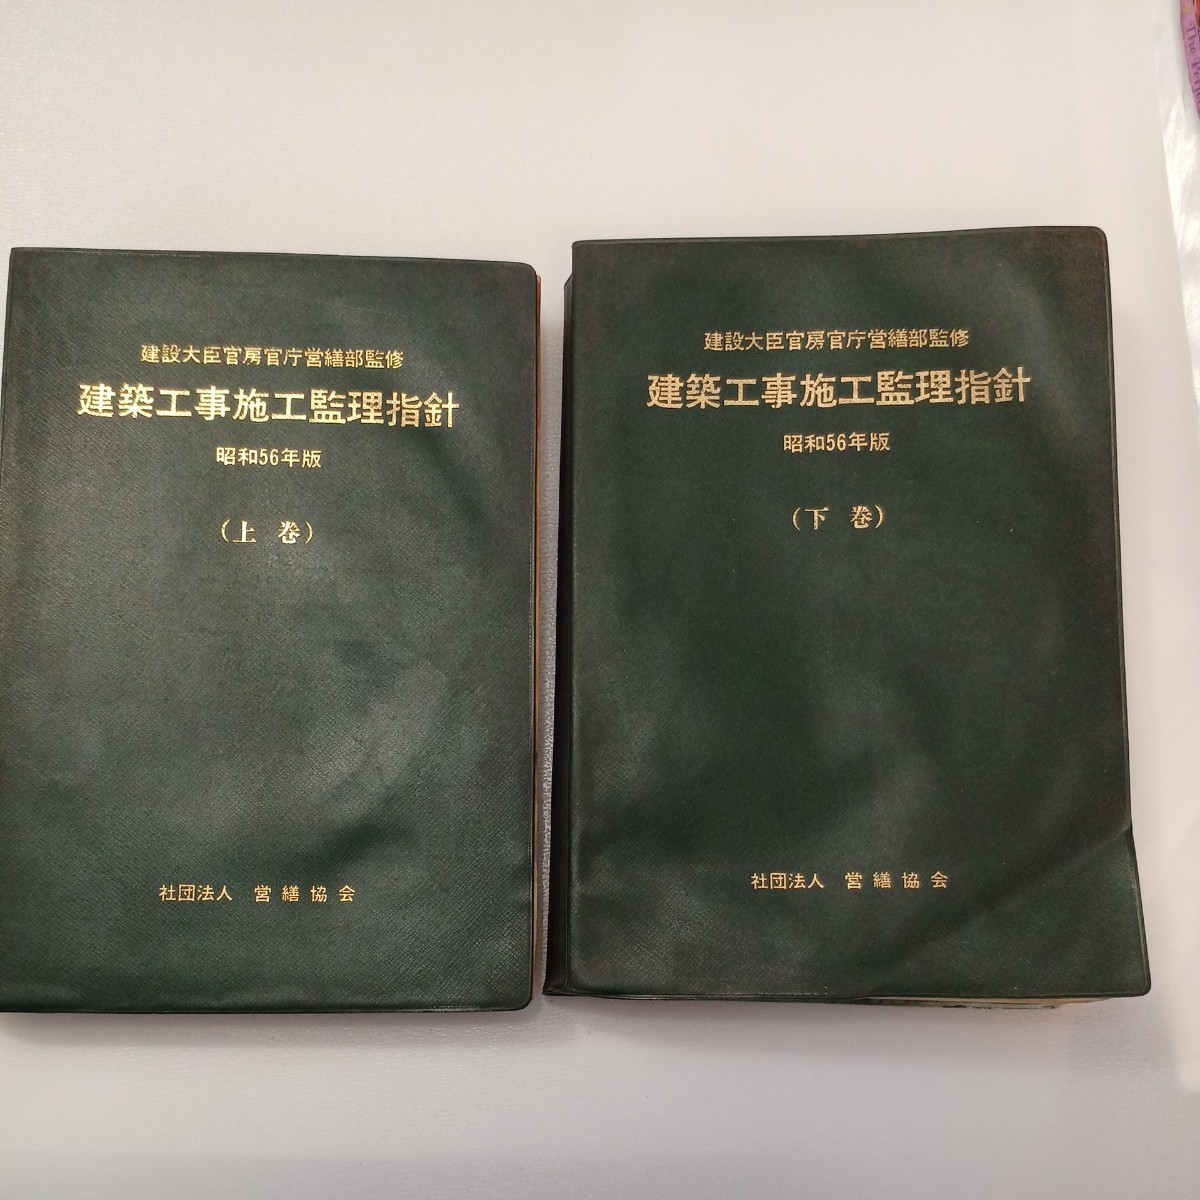 建設大臣官房官庁営繕部監修
建築工事施工監理指針
昭和56年版
(上 巻)
社団法人 営繕協会
建設大臣官房官庁営繕部監修
建築工事施工監理指針
昭和56年版
(下 巻)
社団法人 営繕協会
The